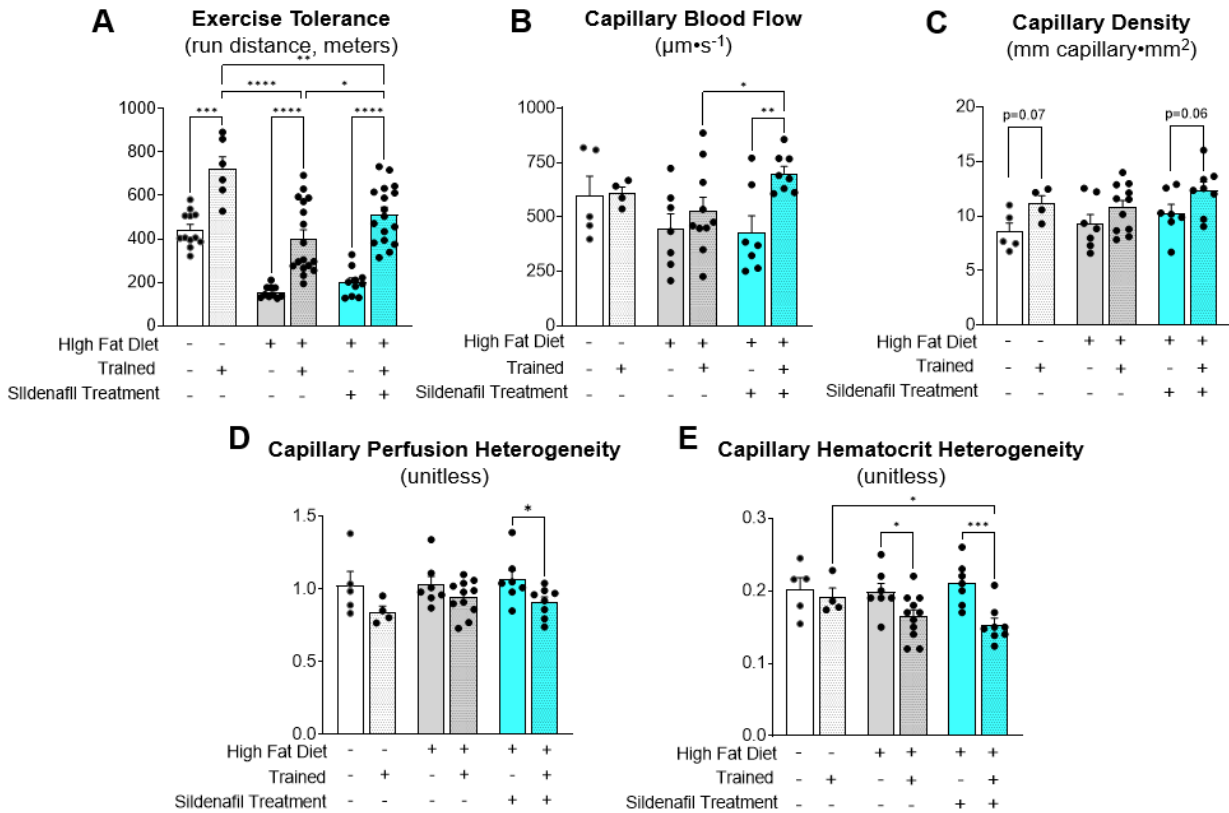 A
Exercise Tolerance
(run distance, meters)
**
****
*
***
****
****
1000
800
600
400
200
0
HIgh Fat Diet - - + + + +
TraIned - + - + - +
SIldenafil Treatment - - - - + +
B
Capillary Blood Flow
(µm•s-1)
*
**
1000
750
500
250
0
High Fat Diet - - + + + +
Trained - + - + - +
Sildenafil Treatment - - - - + +
C
Capillary Density
(mm capillary•mm2)
p=0.07
p=0.06
20
15
10
5
0
High Fat Diet - - + + + +
Trained - + - + - +
Sildenafil Treatment - - - - + +
D
Capillary Perfusion Heterogeneity
(unitless)
*
1.5
1.0
0.5
0.0
High Fat Diet - - + + + +
Trained - + - + - +
Sildenafil Treatment - - - - + +
E
Capillary Hematocrit Heterogeneity
(unitless)
*
*
***
0.3
0.2
0.1
0.0
High Fat Diet - - + + + +
Trained - + - + - +
Sildenafil Treatment - - - - + +